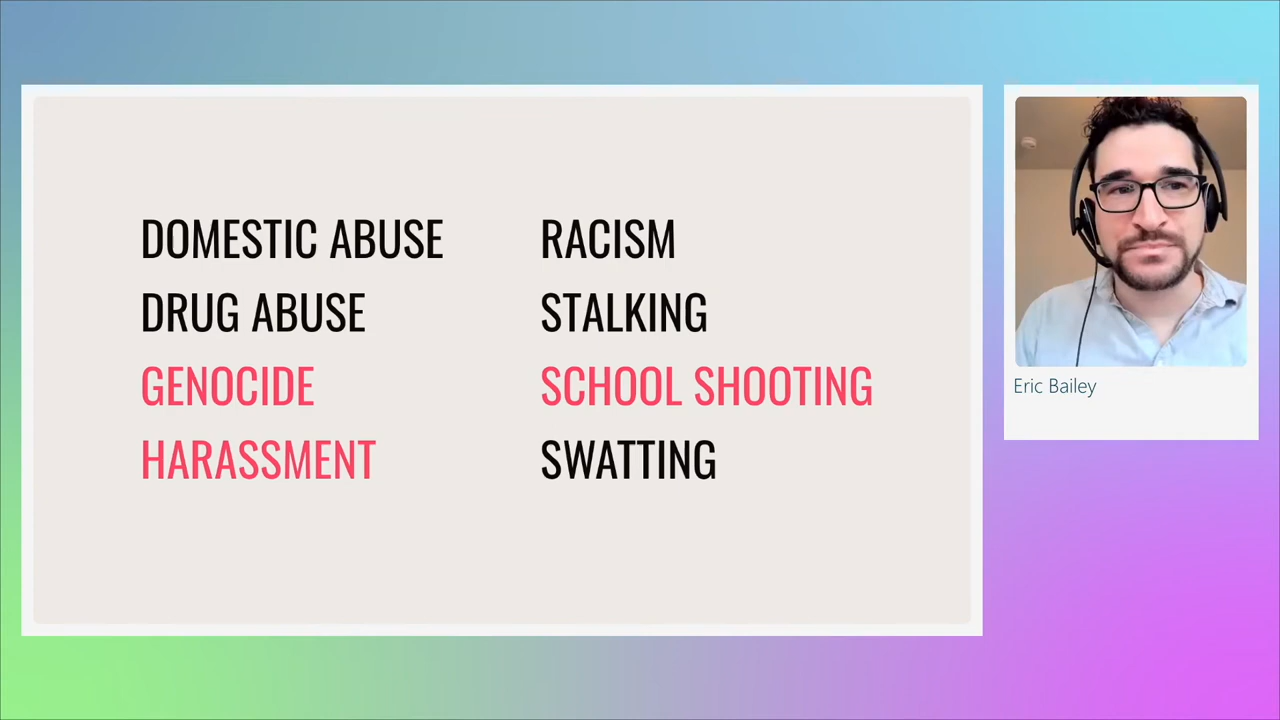 DOMESTIC ABUSE
DRUG ABUSE
GENOCIDE
HARASSMENT
RACISM
STALKING
SCHOOL SHOOTING
SWATTING
Eric Bailey